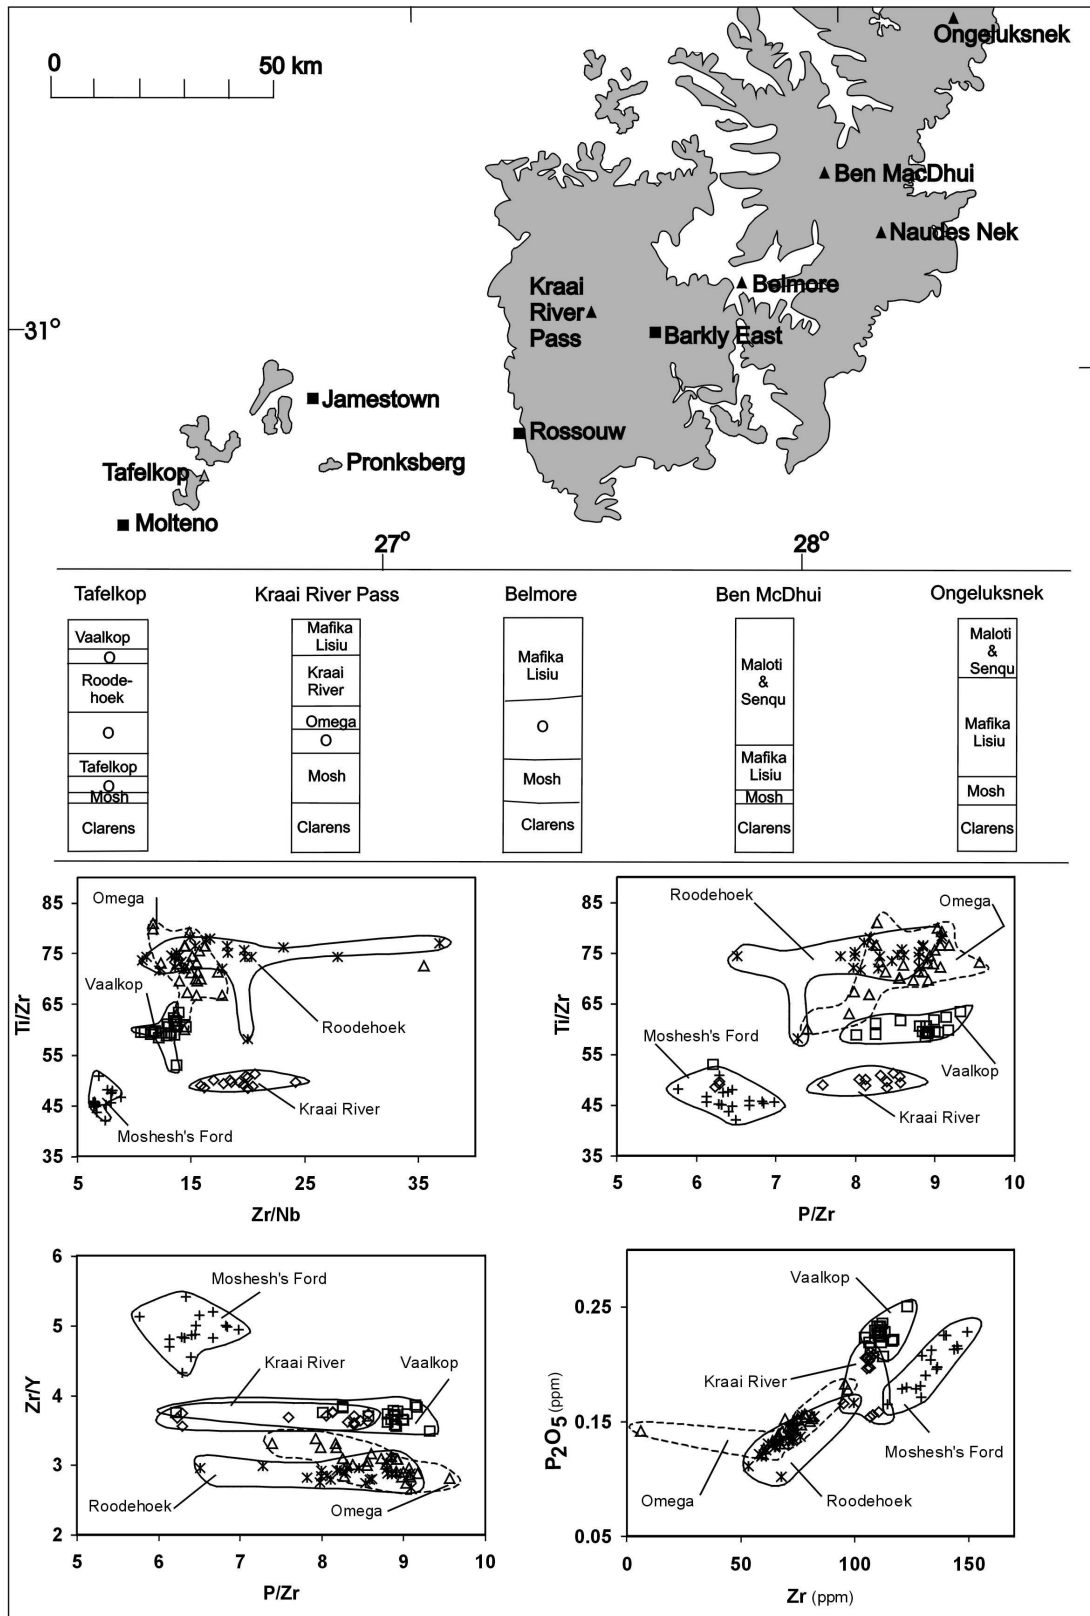 0 50 km
Ongeluksnek
Ben MacDhui
Naudes Nek
Belmore
Kraai
River
Pass
Barkly East
31°
Jamestown
Rossouw
Pronksberg
Tafelkop
Molteno
27° 28°
Tafelkop Kraai River Pass Belmore Ben McDhui Ongeluksnek
Vaalkop
O
Roode-
hoek
O
Tafelkop
O
Mosh
Clarens
Mafika
Lisiu
Kraai
River
Omega
O
Mosh
Clarens
Mafika
Lisiu
O
Mosh
Clarens
Maloti
&
Senqu
Mafika
Lisiu
Mosh
Clarens
Maloti
&
Senqu
Mafika
Lisiu
Mosh
Clarens
85
75
65
55
45
35
Ti/Zr
Omega
Vaalkop
Roodehoek
Kraai River
Moshesh's Ford
5 15 25 35
Zr/Nb
85
75
65
55
45
35
Ti/Zr
Roodehoek
Omega
Moshesh's Ford
Vaalkop
Kraai River
5 6 7 8 9 10
P/Zr
6
5
4
3
2
Zr/Y
Moshesh's Ford
Kraai River
Vaalkop
Roodehoek
Omega
5 6 7 8 9 10
P/Zr
0.25
0.15
0.05
P2O5 (ppm)
Vaalkop
Kraai River
Moshesh's Ford
Omega
Roodehoek
0 50 100 150
Zr (ppm)